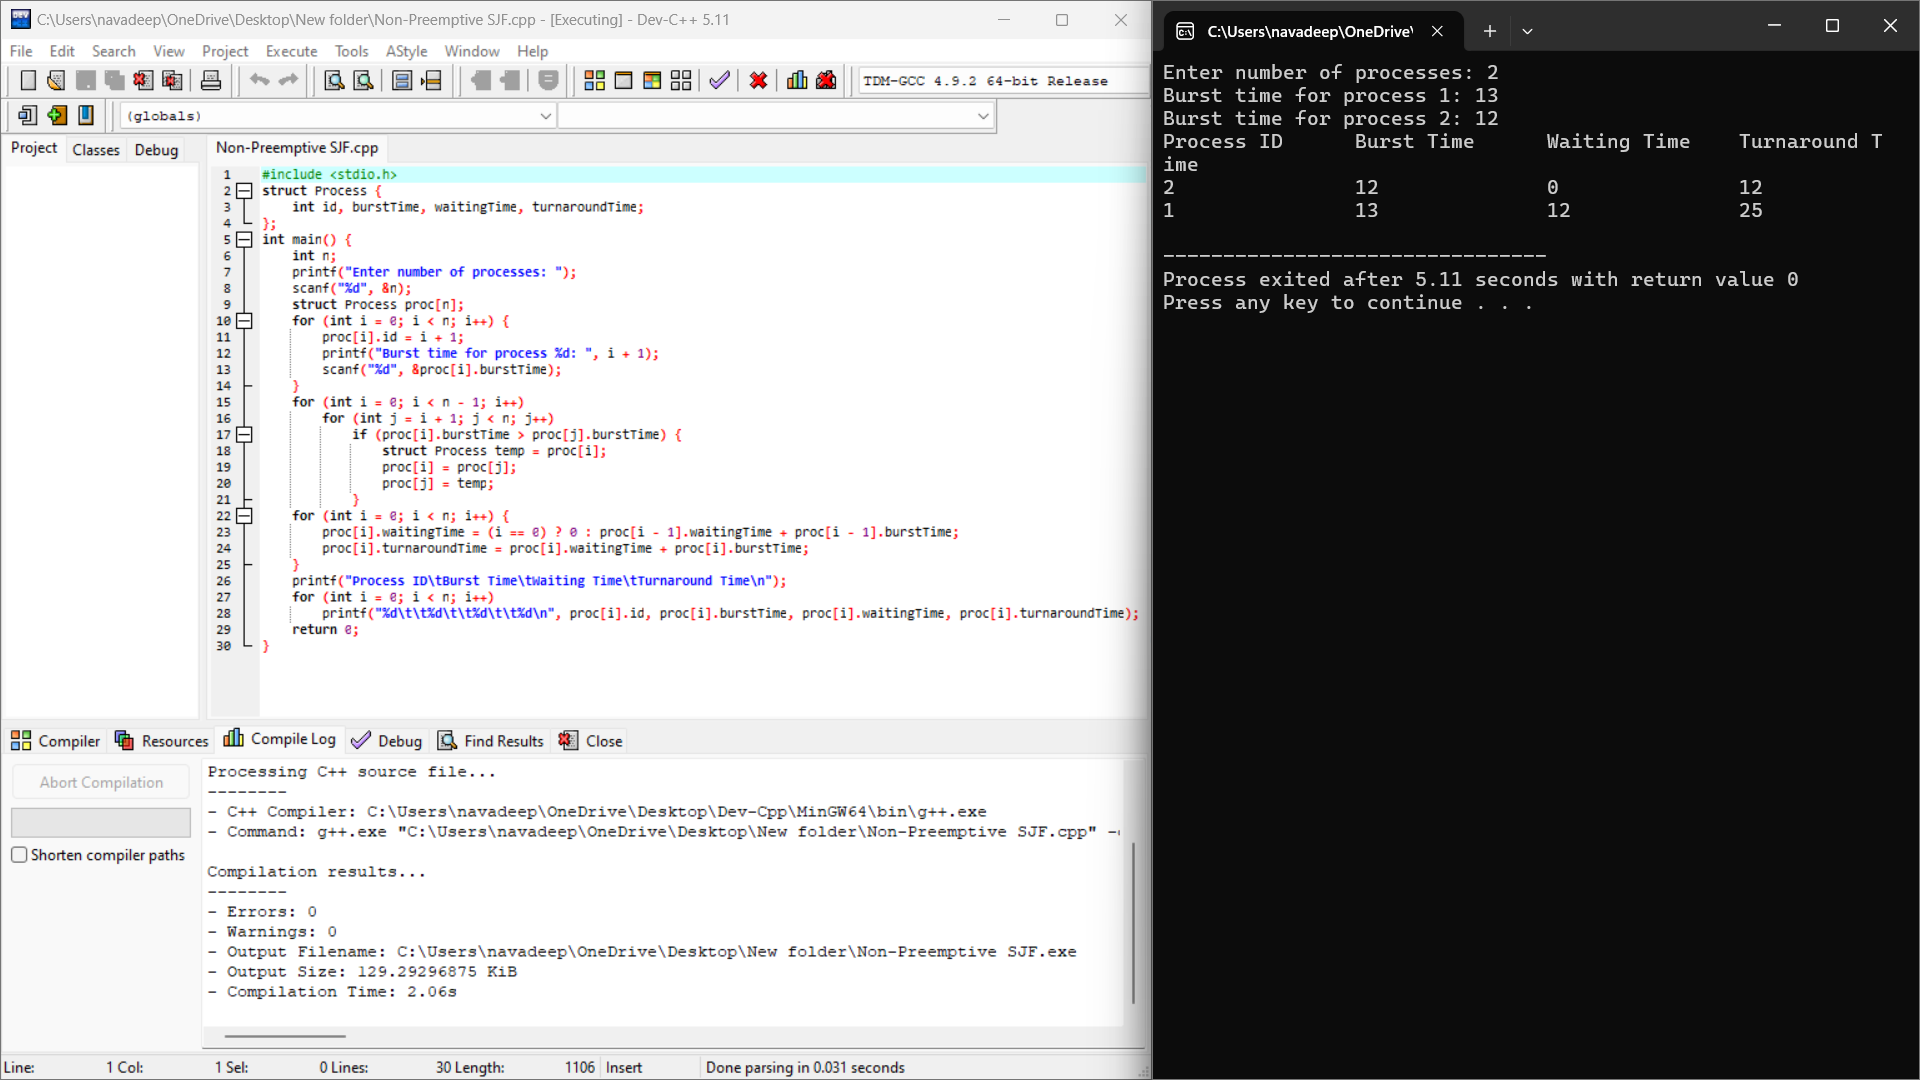 C:\Users\navadeep\OneDrive\Desktop\New folder\Non-Preemptive SJF.cpp - [Executing] - Dev-C++ 5.11
File Edit Search View Project Execute Tools AStyle Window Help
TDM-GCC 4.9.2 64-bit Release
(globals)
Project Classes Debug
Non-Preemptive SJF.cpp
1 #include <stdio.h>
2 struct Process {
3 int id, burstTime, waitingTime, turnaroundTime;
4 };
5 int main() {
6 int n;
7 printf("Enter number of processes: ");
8 scanf("%d", &n);
9 struct Process proc[n];
10 for (int i = 0; i < n; i++) {
11 proc[i].id = i + 1;
12 printf("Burst time for process %d: ", i + 1);
13 scanf("%d", &proc[i].burstTime);
14 }
15 for (int i = 0; i < n - 1; i++)
16 for (int j = i + 1; j < n; j++)
17 if (proc[i].burstTime > proc[j].burstTime) {
18 struct Process temp = proc[i];
19 proc[i] = proc[j];
20 proc[j] = temp;
21 }
22 for (int i = 0; i < n; i++) {
23 proc[i].waitingTime = (i == 0) ? 0 : proc[i - 1].waitingTime + proc[i - 1].burstTime;
24 proc[i].turnaroundTime = proc[i].waitingTime + proc[i].burstTime;
25 }
26 printf("Process ID\tBurst Time\tWaiting Time\tTurnaround Time\n");
27 for (int i = 0; i < n; i++)
28 printf("%d\t\t%d\t\t%d\t\t%d\n", proc[i].id, proc[i].burstTime, proc[i].waitingTime, proc[i].turnaroundTime);
29 return 0;
30 }
Compiler Resources Compile Log Debug Find Results Close
Abort Compilation
Shorten compiler paths
Processing C++ source file...
--------
- C++ Compiler: C:\Users\navadeep\OneDrive\Desktop\Dev-Cpp\MinGW64\bin\g++.exe
- Command: g++.exe "C:\Users\navadeep\OneDrive\Desktop\New folder\Non-Preemptive SJF.cpp" -
Compilation results...
--------
- Errors: 0
- Warnings: 0
- Output Filename: C:\Users\navadeep\OneDrive\Desktop\New folder\Non-Preemptive SJF.exe
- Output Size: 129.29296875 KiB
- Compilation Time: 2.06s
Line: 1 Col: 1 Sel: 0 Lines: 30 Length: 1106 Insert Done parsing in 0.031 seconds
C:\Users\navadeep\OneDrive\
Enter number of processes: 2
Burst time for process 1: 13
Burst time for process 2: 12
Process ID Burst Time Waiting Time Turnaround T
ime
2 12 0 12
1 13 12 25
--------------------------------
Process exited after 5.11 seconds with return value 0
Press any key to continue . . .